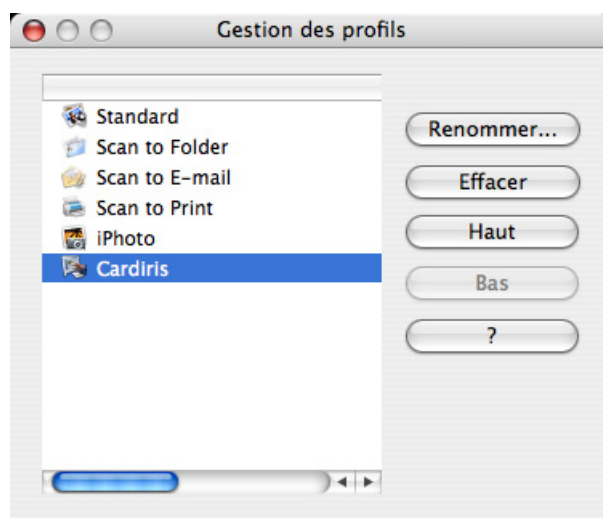 Gestion des profils
Standard
Scan to Folder
Scan to E-mail
Scan to Print
iPhoto
Cardiris
Renommer...
Effacer
Haut
Bas
?